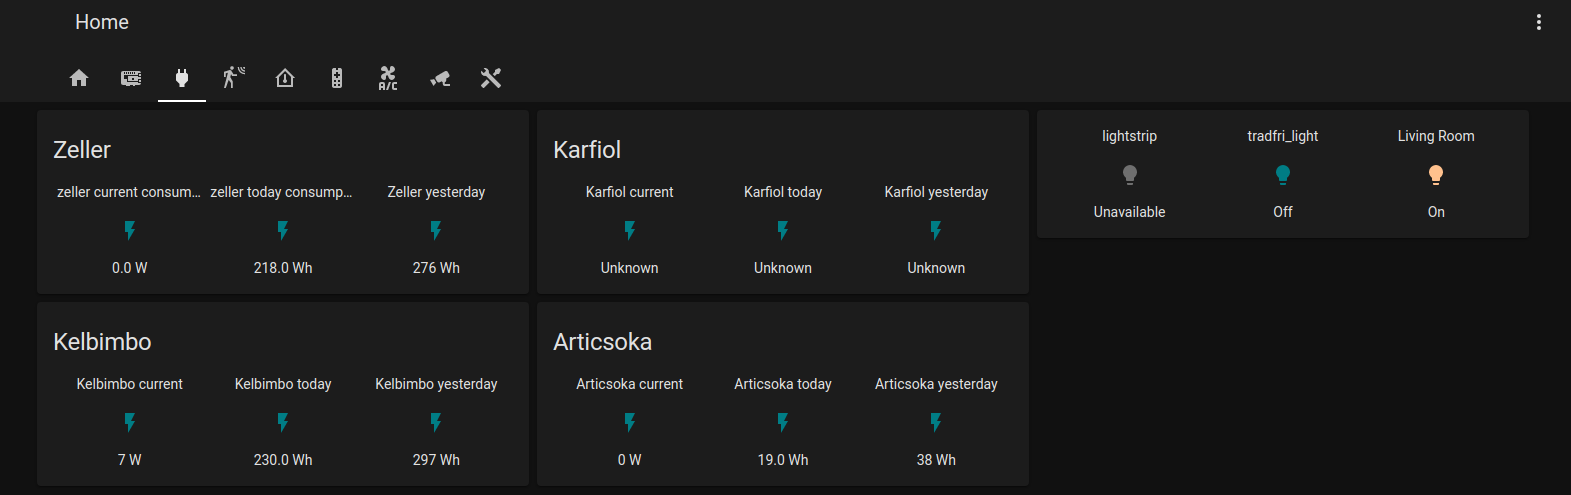 Home
A/C
Zeller
zeller current consum... zeller today consump... Zeller yesterday
0.0 W 218.0 Wh 276 Wh
Karfiol
Karfiol current Karfiol today Karfiol yesterday
Unknown Unknown Unknown
lightstrip tradfri_light Living Room
Unavailable Off On
Kelbimbo
Kelbimbo current Kelbimbo today Kelbimbo yesterday
7 W 230.0 Wh 297 Wh
Articsoka
Articsoka current Articsoka today Articsoka yesterday
0 W 19.0 Wh 38 Wh